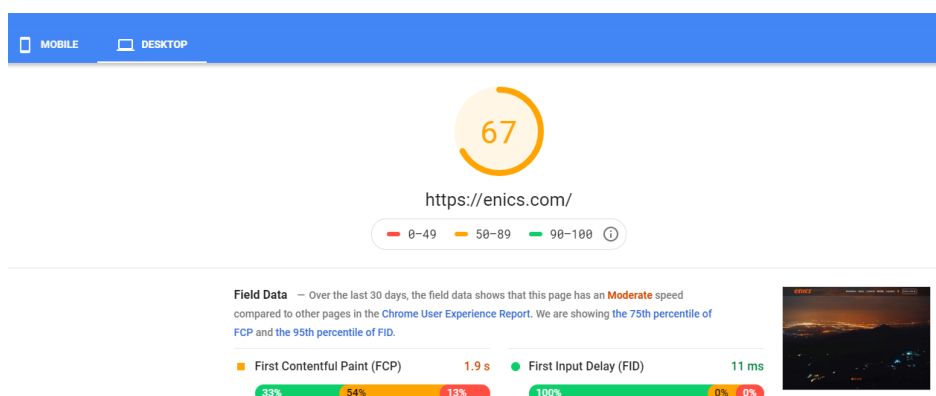 MOBILE
DESKTOP
67
https://enics.com/
0–49
50–89
90–100
Field Data — Over the last 30 days, the field data shows that this page has an Moderate speed
compared to other pages in the Chrome User Experience Report. We are showing the 75th percentile of
FCP and the 95th percentile of FID.
First Contentful Paint (FCP) 1.9 s
First Input Delay (FID) 11 ms
33% 54% 13%
100% 0% 0%
enics